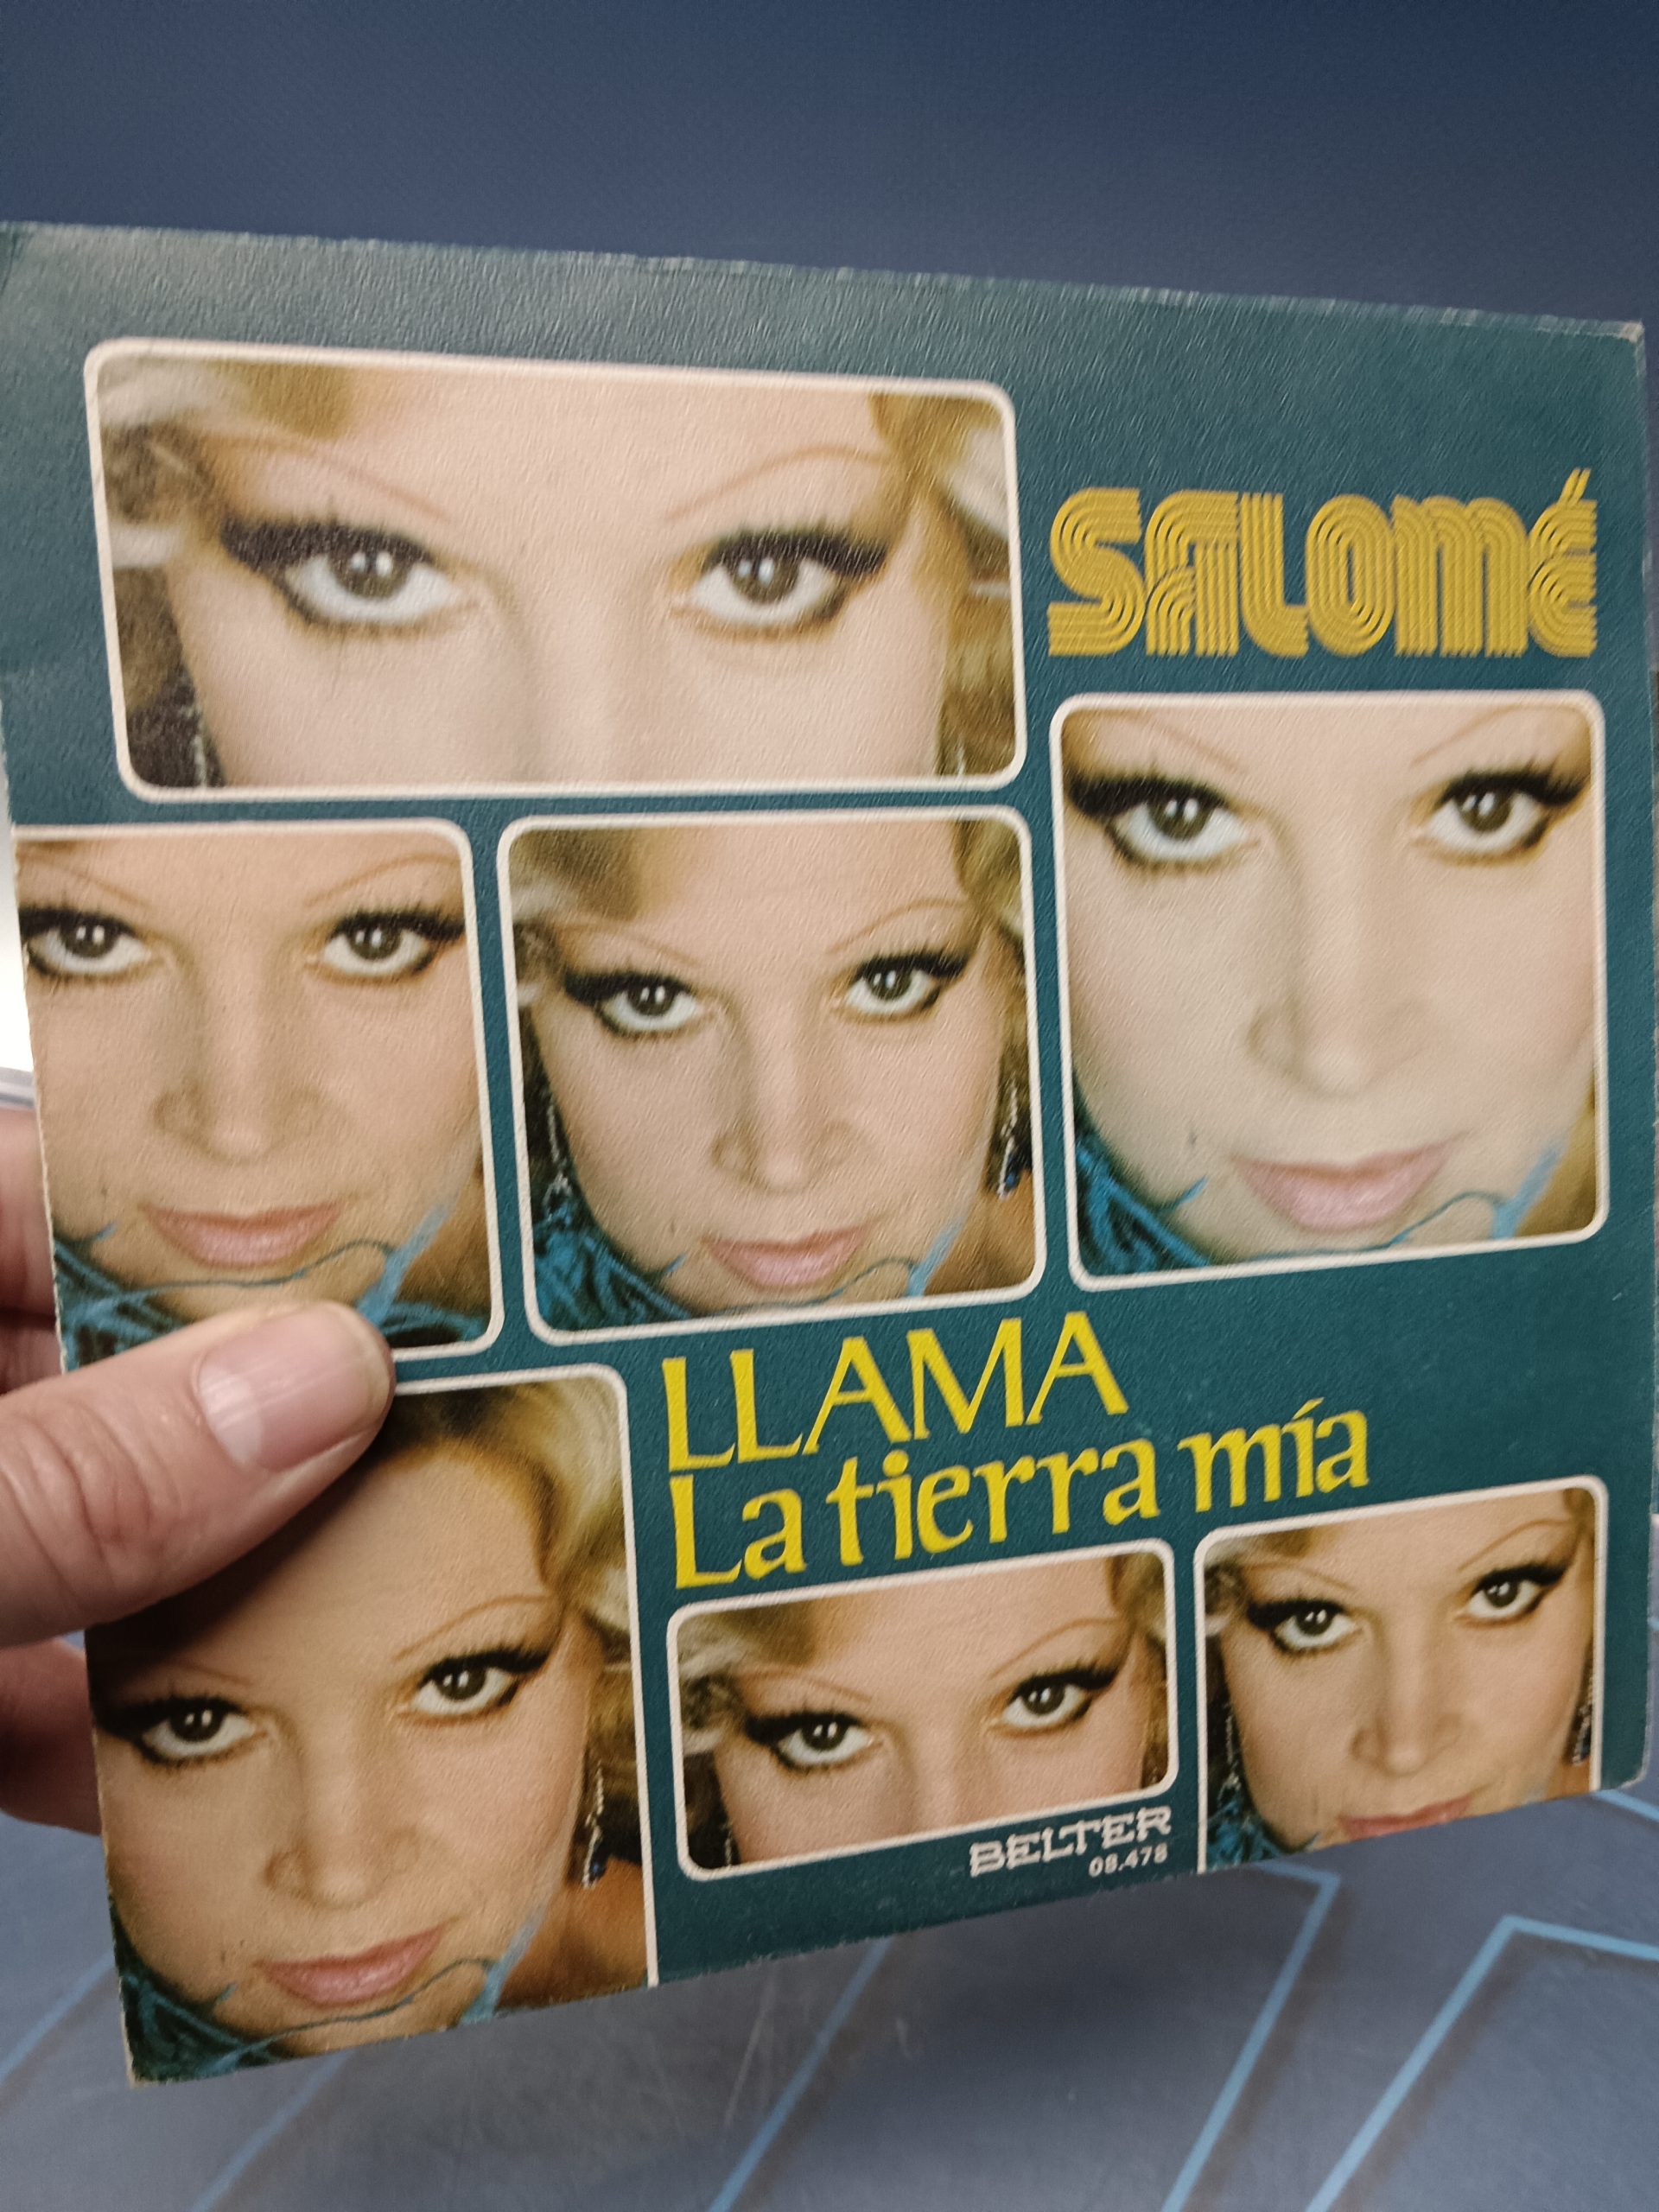 SALOMÉ
LLAMA
La tierra mía
BELTER
08.478